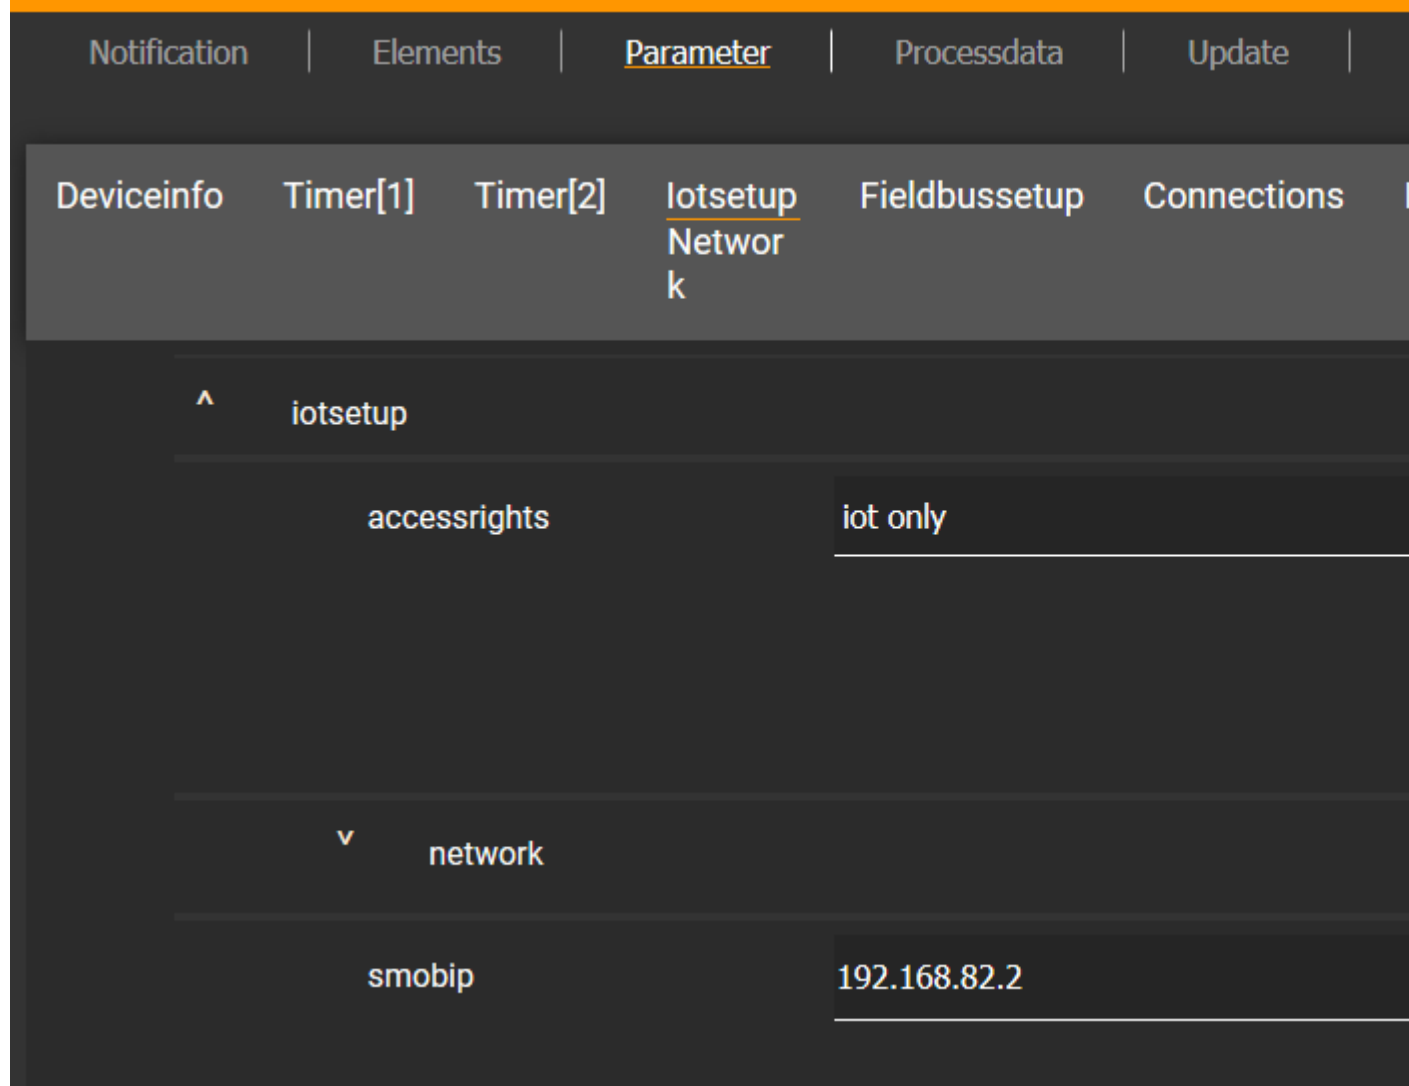 Notification | Elements | Parameter | Processdata | Update |
Deviceinfo Timer[1] Timer[2] Iotsetup Fieldbussetup Connections
Networ
k
^ iotsetup
accessrights iot only
v network
smobip 192.168.82.2